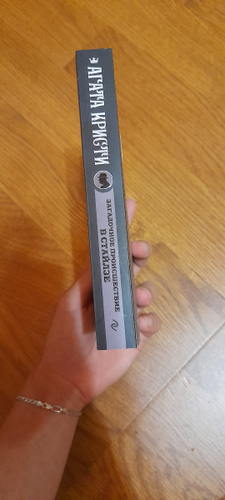 АГАТА КРИСТИ
ЗАГАДОЧНОЕ ПРОИСШЕСТВИЕ
В СТАЙЛЗЕ